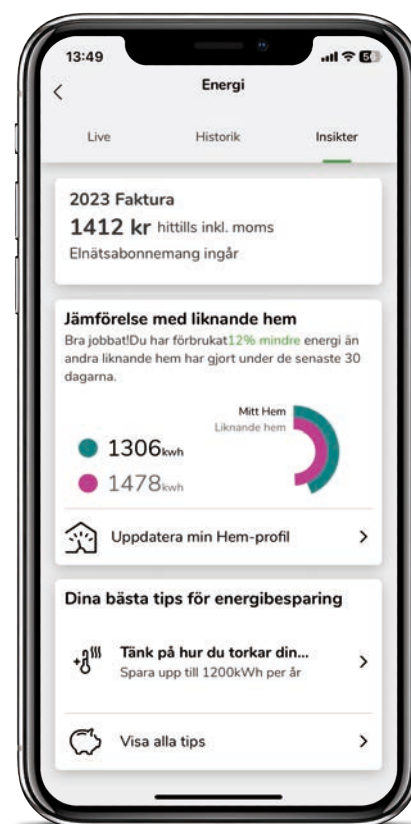 13:49
5
Energi
Live
Historik
Insikter
2023 Faktura
1412 kr hittills inkl. moms
Elnätsabonnemang ingår
Jämförelse med liknande hem
Bra jobbat!Du har förbrukat12% mindre energi än
andra liknande hem har gjort under de senaste 30
dagarna.
Mitt Hem
Liknande hem
1306kwh
1478kwh
Uppdatera min Hem-profil
Dina bästa tips för energibesparing
Tänk på hur du torkar din...
Spara upp till 1200kWh per år
Visa alla tips